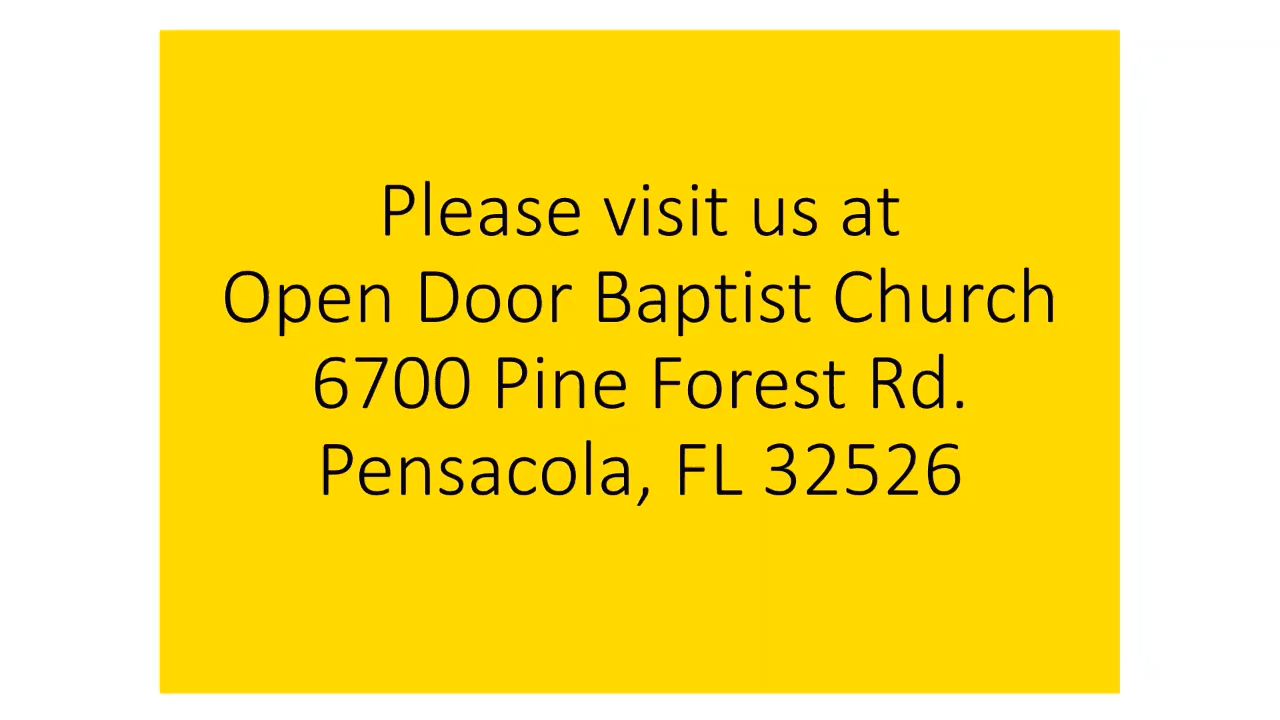 Please visit us at
Open Door Baptist Church
6700 Pine Forest Rd.
Pensacola, FL 32526